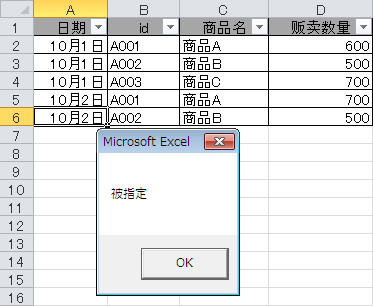 A B C D
1 日期 id 商品名 贩卖数量
2 10月1日 A001 商品A 600
3 10月1日 A002 商品B 500
4 10月1日 A003 商品C 700
5 10月2日 A001 商品A 700
6 10月2日 A002 商品B 500
7
8
Microsoft Excel
9
10
被指定
11
12
13
14
OK
15
16